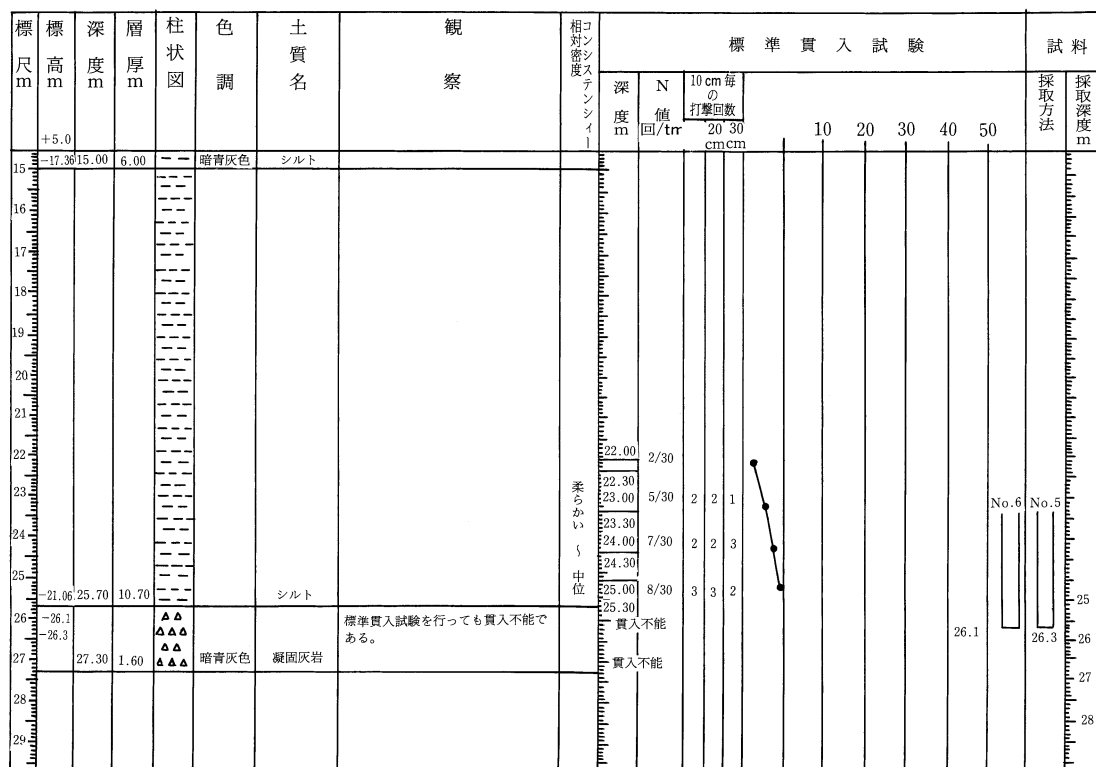 標尺m
標高m
深度m
層厚m
柱状図
色調
土質名
観察
コンシステンシィー
相対密度
標準貫入試験
試料
深度m
N値
回/tm
10 cm 毎
の
打撃回数
20 30
cm cm
10 20 30 40 50
採取方法
採取深度m
+5.0
-17.36 15.00 6.00 暗青灰色 シルト
15
16
17
18
19
20
21
22
23
24
25
26
27
28
29
22.00 2/30
22.30
23.00 5/30 2 2 1
23.30
24.00 7/30 2 2 3
24.30
25.00 8/30 3 3 2
25.30
柔らかい ~ 中位
No.6 No.5
-21.06 25.70 10.70 シルト
-26.1
-26.3
標準貫入試験を行っても貫入不能で
ある。
貫入不能
26.1
26.3
27.30 1.60 暗青灰色 凝固灰岩
貫入不能
25
26
27
28